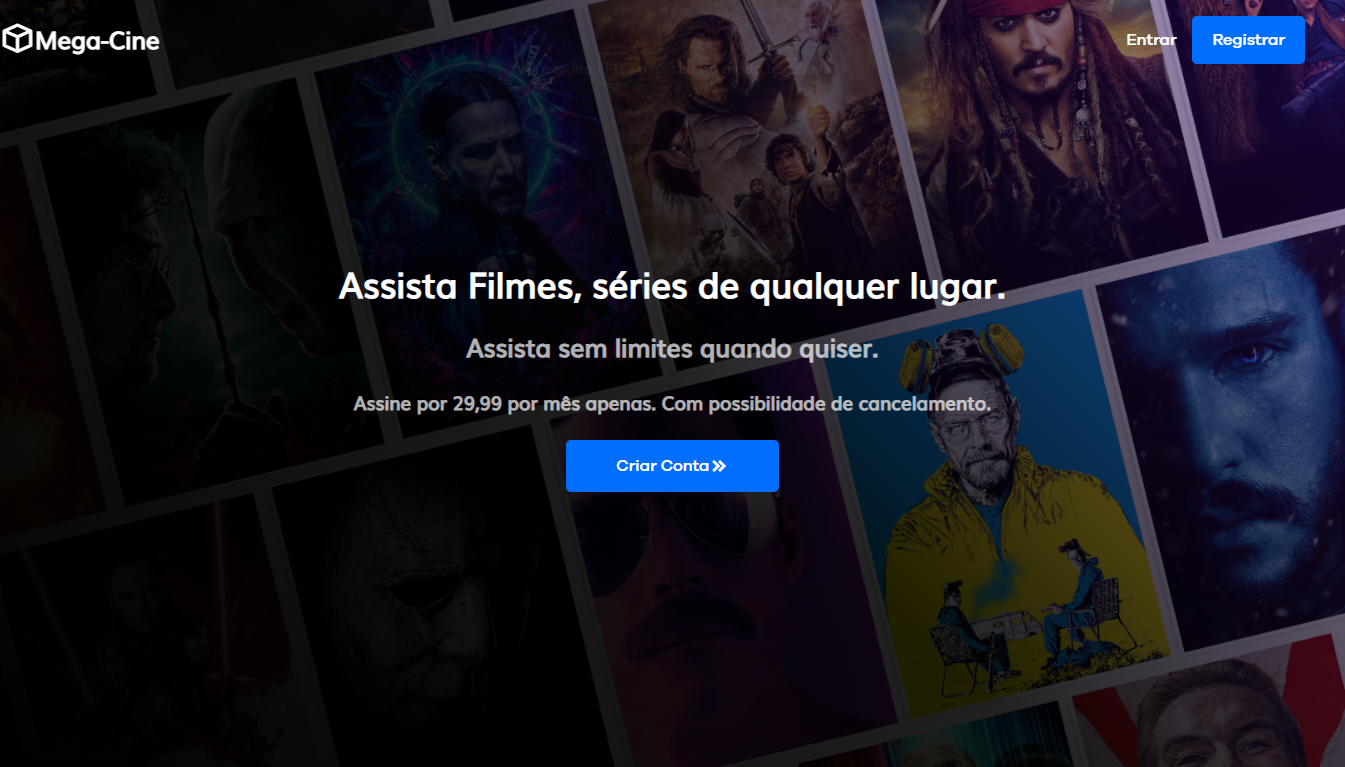 Mega-Cine
Entrar
Registrar
Assista Filmes, séries de qualquer lugar.
Assista sem limites quando quiser.
Assine por 29,99 por mês apenas. Com possibilidade de cancelamento.
Criar Conta